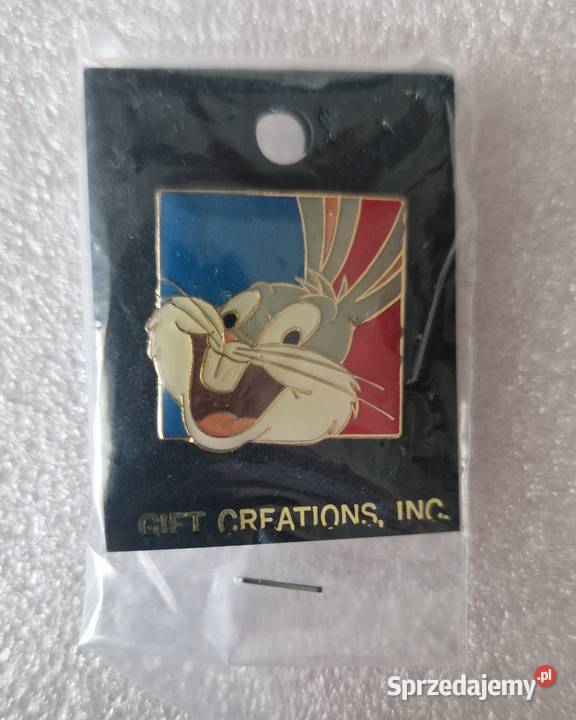 GIFT CREATIONS, INC.
Sprzedajemy.pl